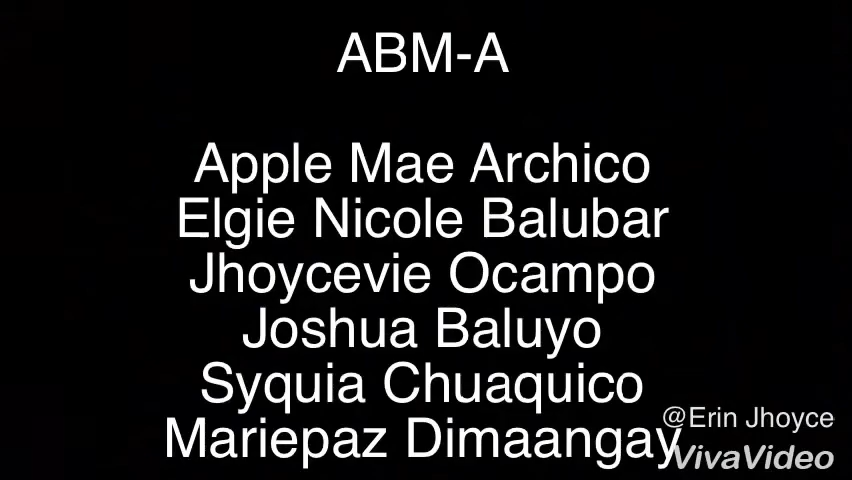 ABM-A
Apple Mae Archico
Elgie Nicole Balubar
Jhoycevie Ocampo
Joshua Baluyo
Syquia Chuaquico
Mariepaz Dimaangay
@Erin Jhoyce
VivaVideo